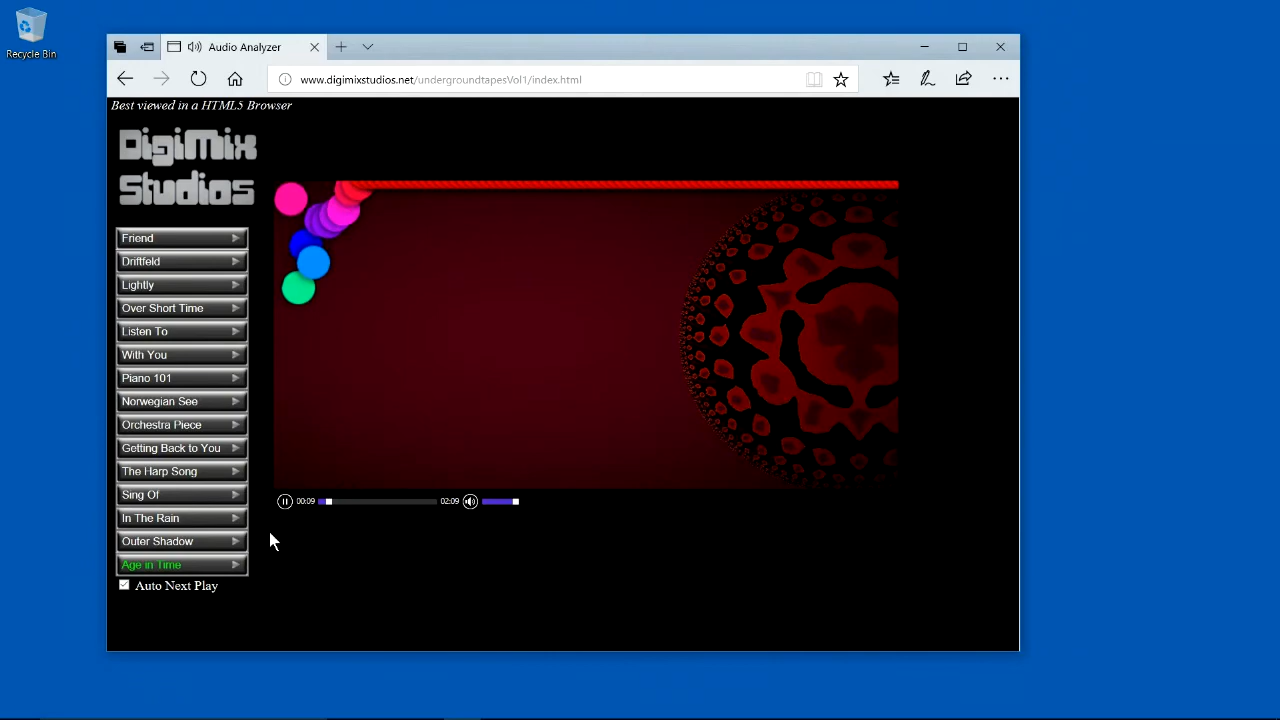 Recycle Bin
Audio Analyzer
www.digimixstudios.net/undergroundtapesVol1/index.html
Best viewed in a HTML5 Browser
DigiMix
Studios
Friend
Driftfeld
Lightly
Over Short Time
Listen To
With You
Piano 101
Norwegian See
Orchestra Piece
Getting Back to You
The Harp Song
Sing Of
In The Rain
Outer Shadow
Age in Time
Auto Next Play
00:09 02:09